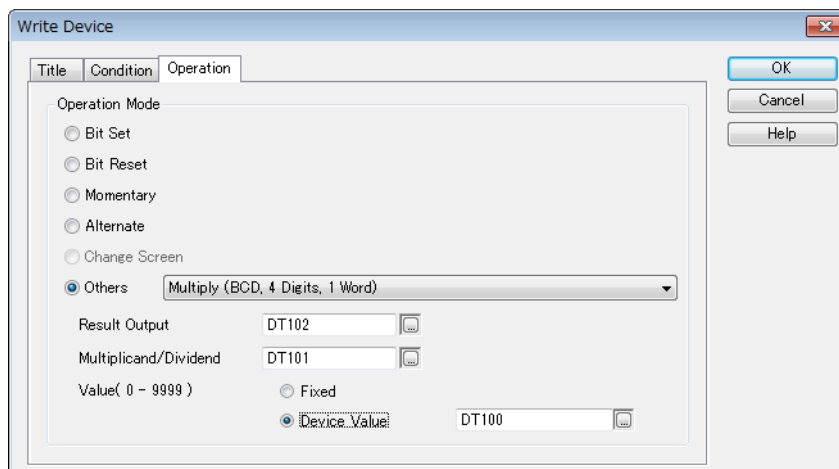 Write Device
Title Condition Operation
OK
Cancel
Help
Operation Mode
Bit Set
Bit Reset
Momentary
Alternate
Change Screen
Others Multiply (BCD, 4 Digits, 1 Word)
Result Output DT102 ...
Multiplicand/Dividend DT101 ...
Value( 0 - 9999 ) Fixed
Device Value DT100 ...